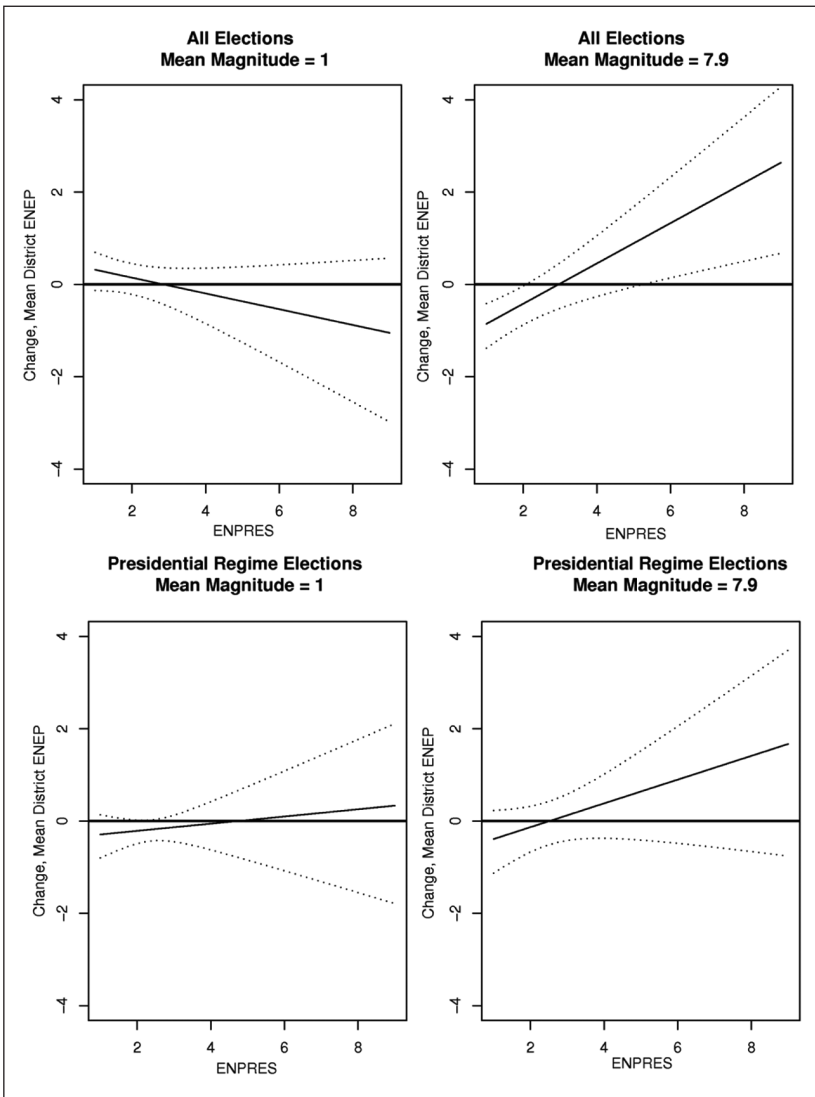 All Elections
Mean Magnitude = 1
Change, Mean District ENEP
4
2
0
−2
−4
2 4 6 8
ENPRES
All Elections
Mean Magnitude = 7.9
Change, Mean District ENEP
4
2
0
−2
−4
2 4 6 8
ENPRES
Presidential Regime Elections
Mean Magnitude = 1
Change, Mean District ENEP
4
2
0
−2
−4
2 4 6 8
ENPRES
Presidential Regime Elections
Mean Magnitude = 7.9
Change, Mean District ENEP
4
2
0
−2
−4
2 4 6 8
ENPRES